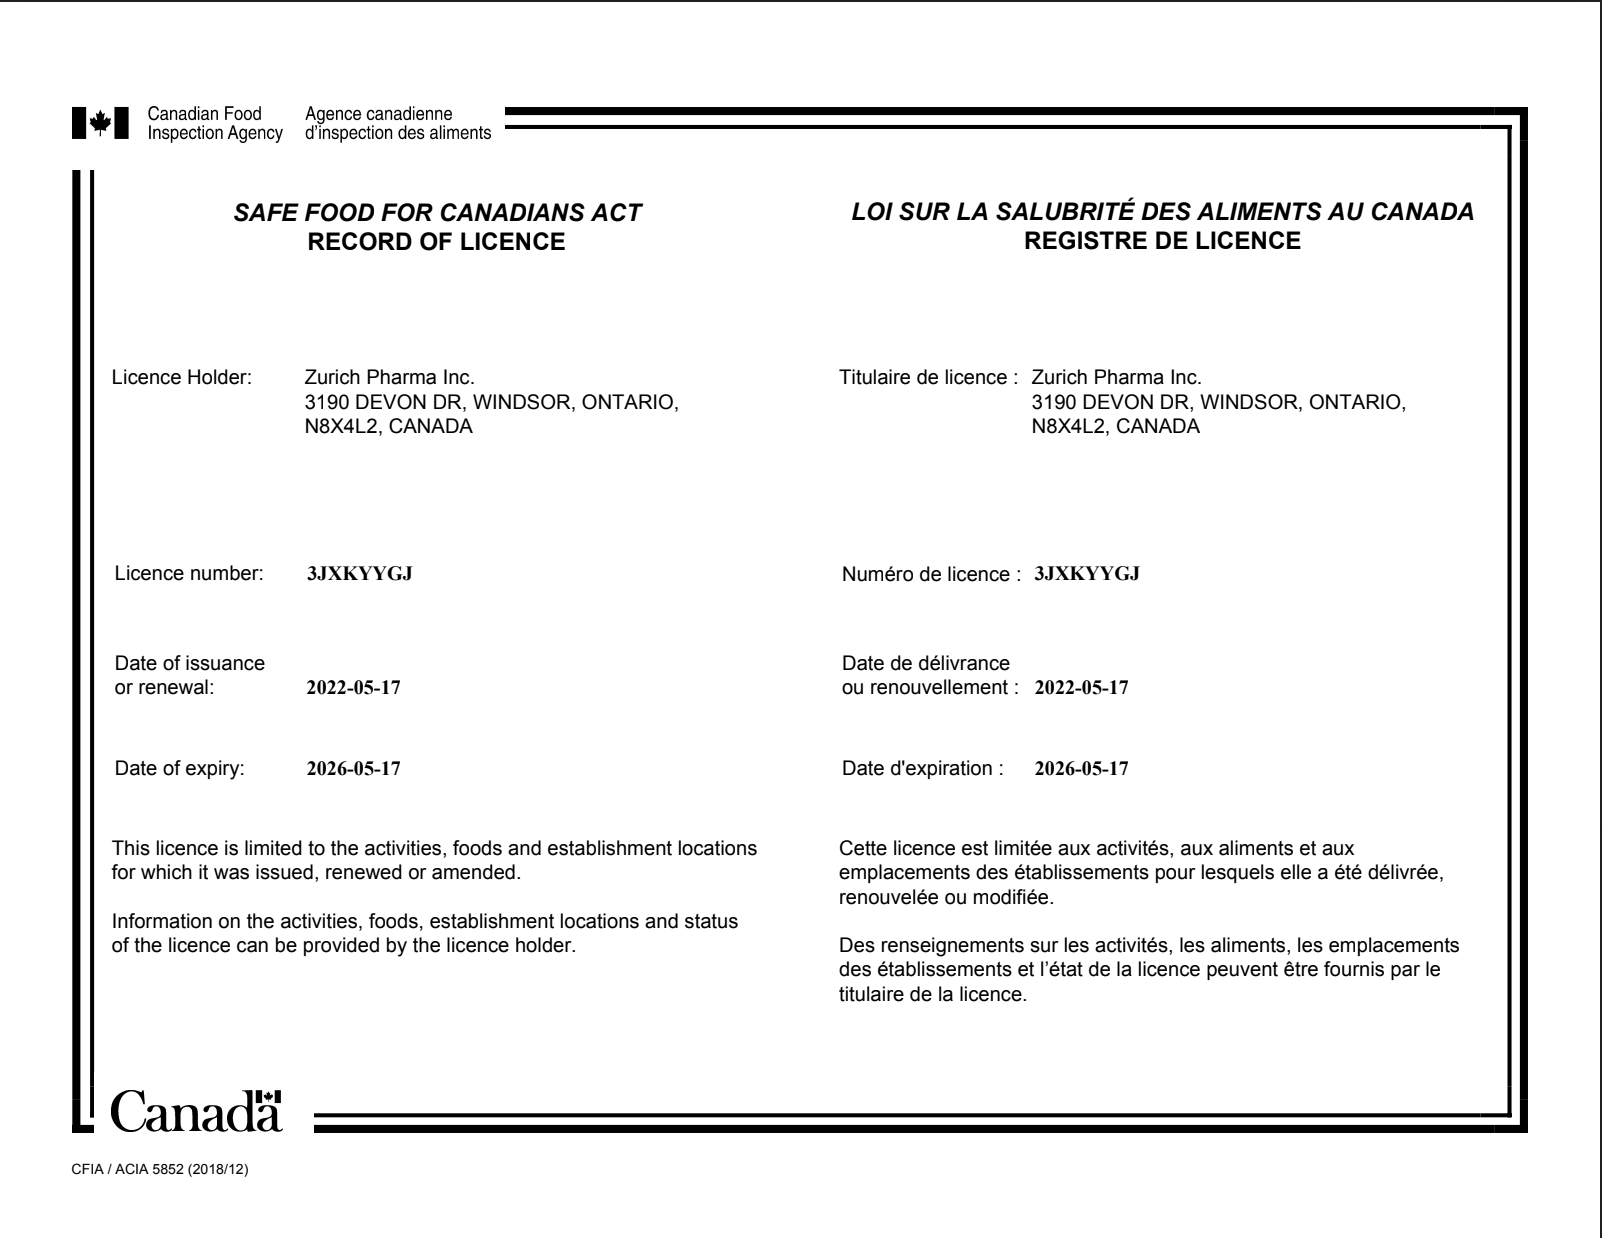 Canadian Food
Inspection Agency
Agence canadienne
d'inspection des aliments
SAFE FOOD FOR CANADIANS ACT
RECORD OF LICENCE
Licence Holder:
Zurich Pharma Inc.
3190 DEVON DR, WINDSOR, ONTARIO,
N8X4L2, CANADA
Licence number: 3JXKYYGJ
Date of issuance
or renewal: 2022-05-17
Date of expiry: 2026-05-17
This licence is limited to the activities, foods and establishment locations
for which it was issued, renewed or amended.
Information on the activities, foods, establishment locations and status
of the licence can be provided by the licence holder.
LOI SUR LA SALUBRITÉ DES ALIMENTS AU CANADA
REGISTRE DE LICENCE
Titulaire de licence : Zurich Pharma Inc.
3190 DEVON DR, WINDSOR, ONTARIO,
N8X4L2, CANADA
Numéro de licence : 3JXKYYGJ
Date de délivrance
ou renouvellement : 2022-05-17
Date d'expiration : 2026-05-17
Cette licence est limitée aux activités, aux aliments et aux
emplacements des établissements pour lesquels elle a été délivrée,
renouvelée ou modifiée.
Des renseignements sur les activités, les aliments, les emplacements
des établissements et l’état de la licence peuvent être fournis par le
titulaire de la licence.
Canada
CFIA / ACIA 5852 (2018/12)